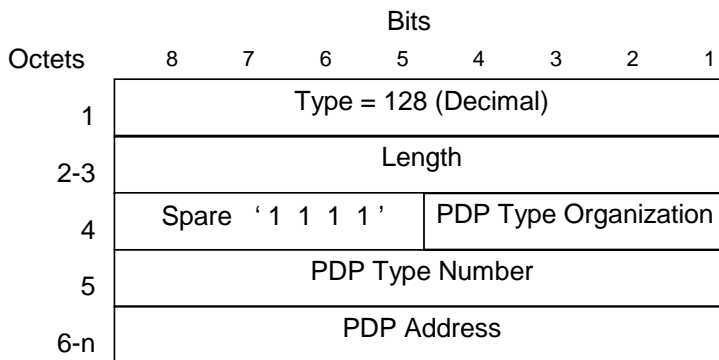 Bits
Octets 8 7 6 5 4 3 2 1
1 Type = 128 (Decimal)
2-3 Length
4 Spare ‘ 1 1 1 1 ’ PDP Type Organization
5 PDP Type Number
6-n PDP Address